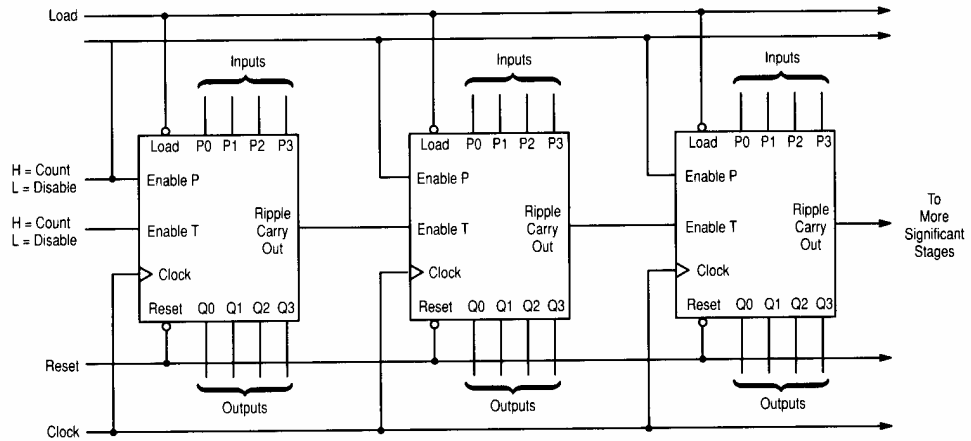 Load
Inputs
Inputs
Inputs
Load P0 P1 P2 P3
Load P0 P1 P2 P3
Load P0 P1 P2 P3
H = Count
L = Disable
Enable P
Enable P
Enable P
H = Count
L = Disable
Enable T
Ripple
Carry
Out
Enable T
Ripple
Carry
Out
Enable T
Ripple
Carry
Out
To
More
Significant
Stages
Clock
Clock
Clock
Reset Q0 Q1 Q2 Q3
Reset Q0 Q1 Q2 Q3
Reset Q0 Q1 Q2 Q3
Reset
Outputs
Outputs
Outputs
Clock